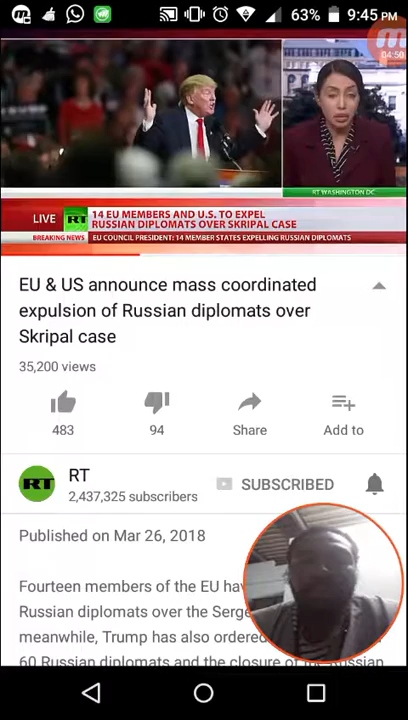 63% 9:45 PM
04:50
RT WASHINGTON DC
LIVE RT 14 EU MEMBERS AND U.S. TO EXPEL
RUSSIAN DIPLOMATS OVER SKRIPAL CASE
BREAKING NEWS EU COUNCIL PRESIDENT: 14 MEMBER STATES EXPELLING RUSSIAN DIPLOMATS
EU & US announce mass coordinated
expulsion of Russian diplomats over
Skripal case
35,200 views
483 94 Share Add to
RT RT
2,437,325 subscribers
SUBSCRIBED
Published on Mar 26, 2018
Fourteen members of the EU
Russian diplomats over the
meanwhile, Trump has also ordered
60 Russian diplomats and the closure of the Russian